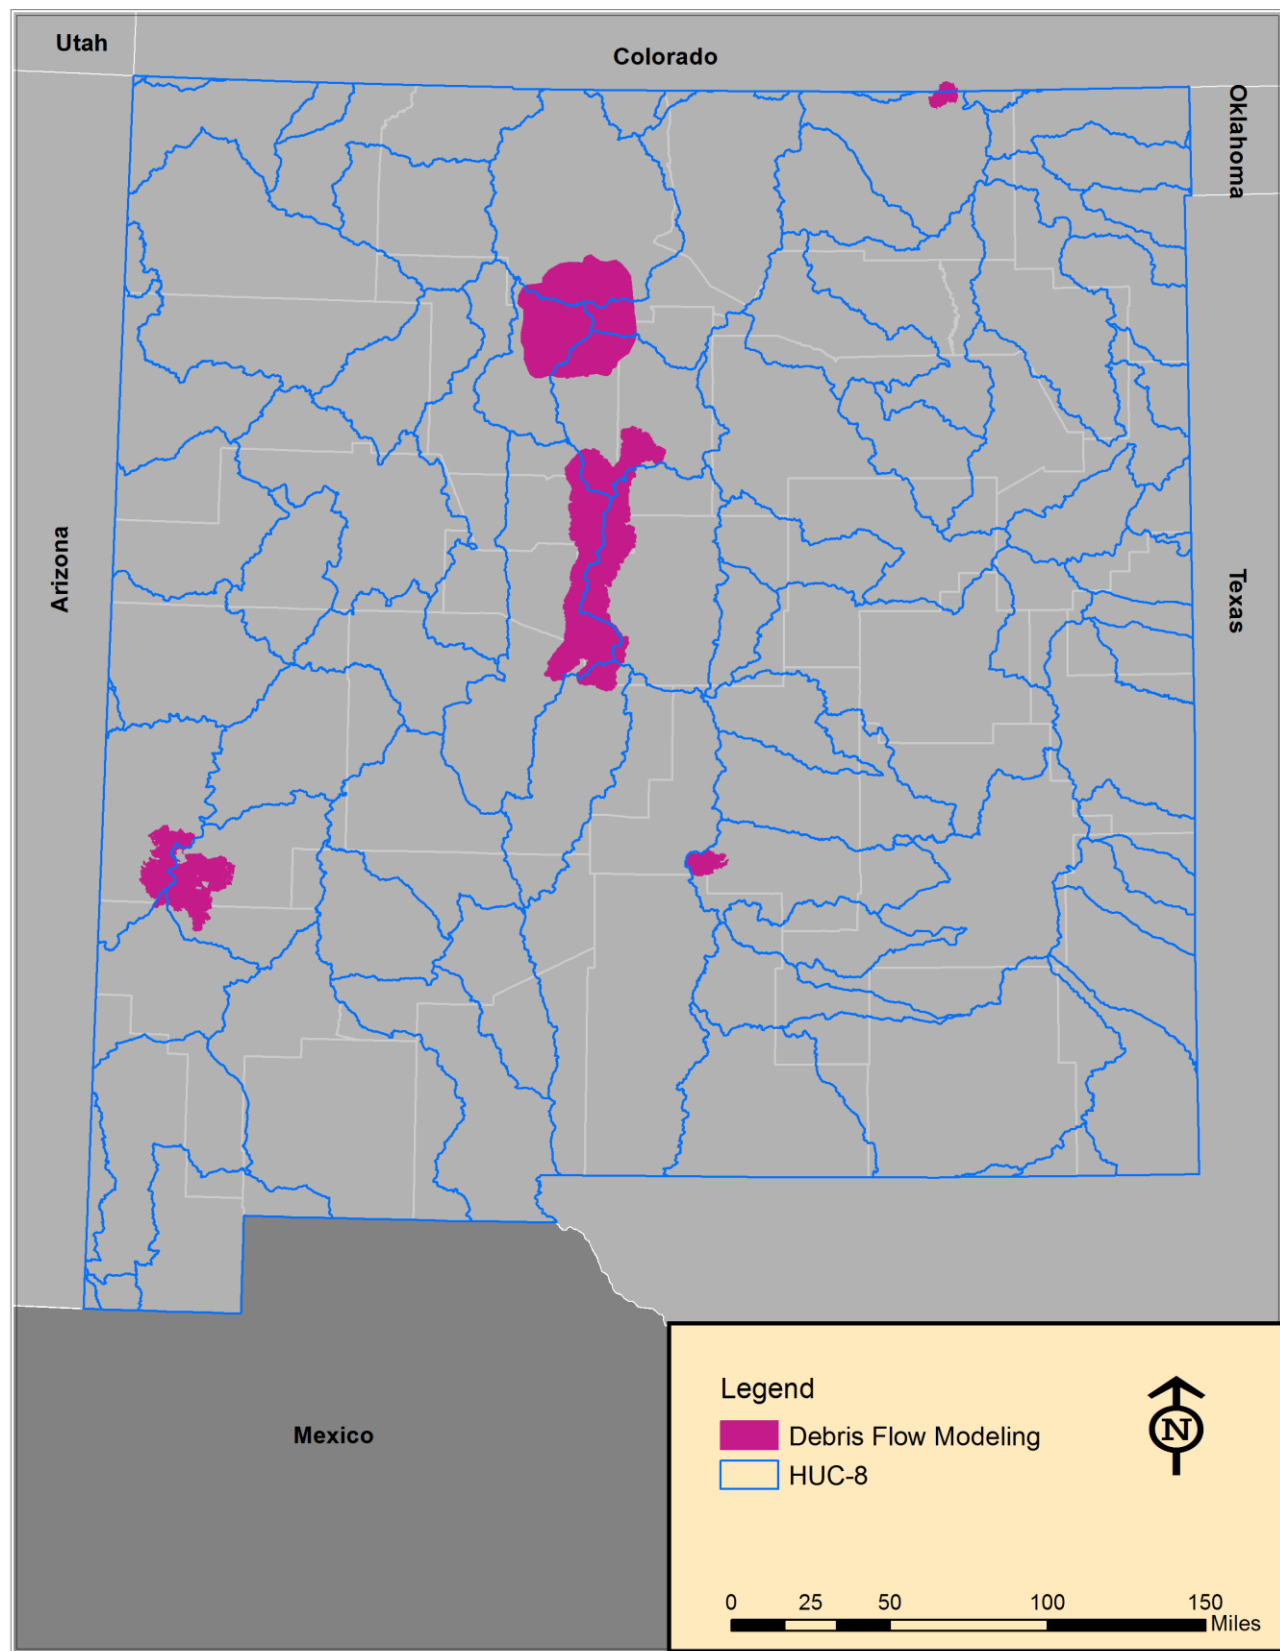 Utah
Colorado
Oklahoma
Arizona
Texas
Mexico
Legend
Debris Flow Modeling
HUC-8
N
0 25 50 100 150
Miles